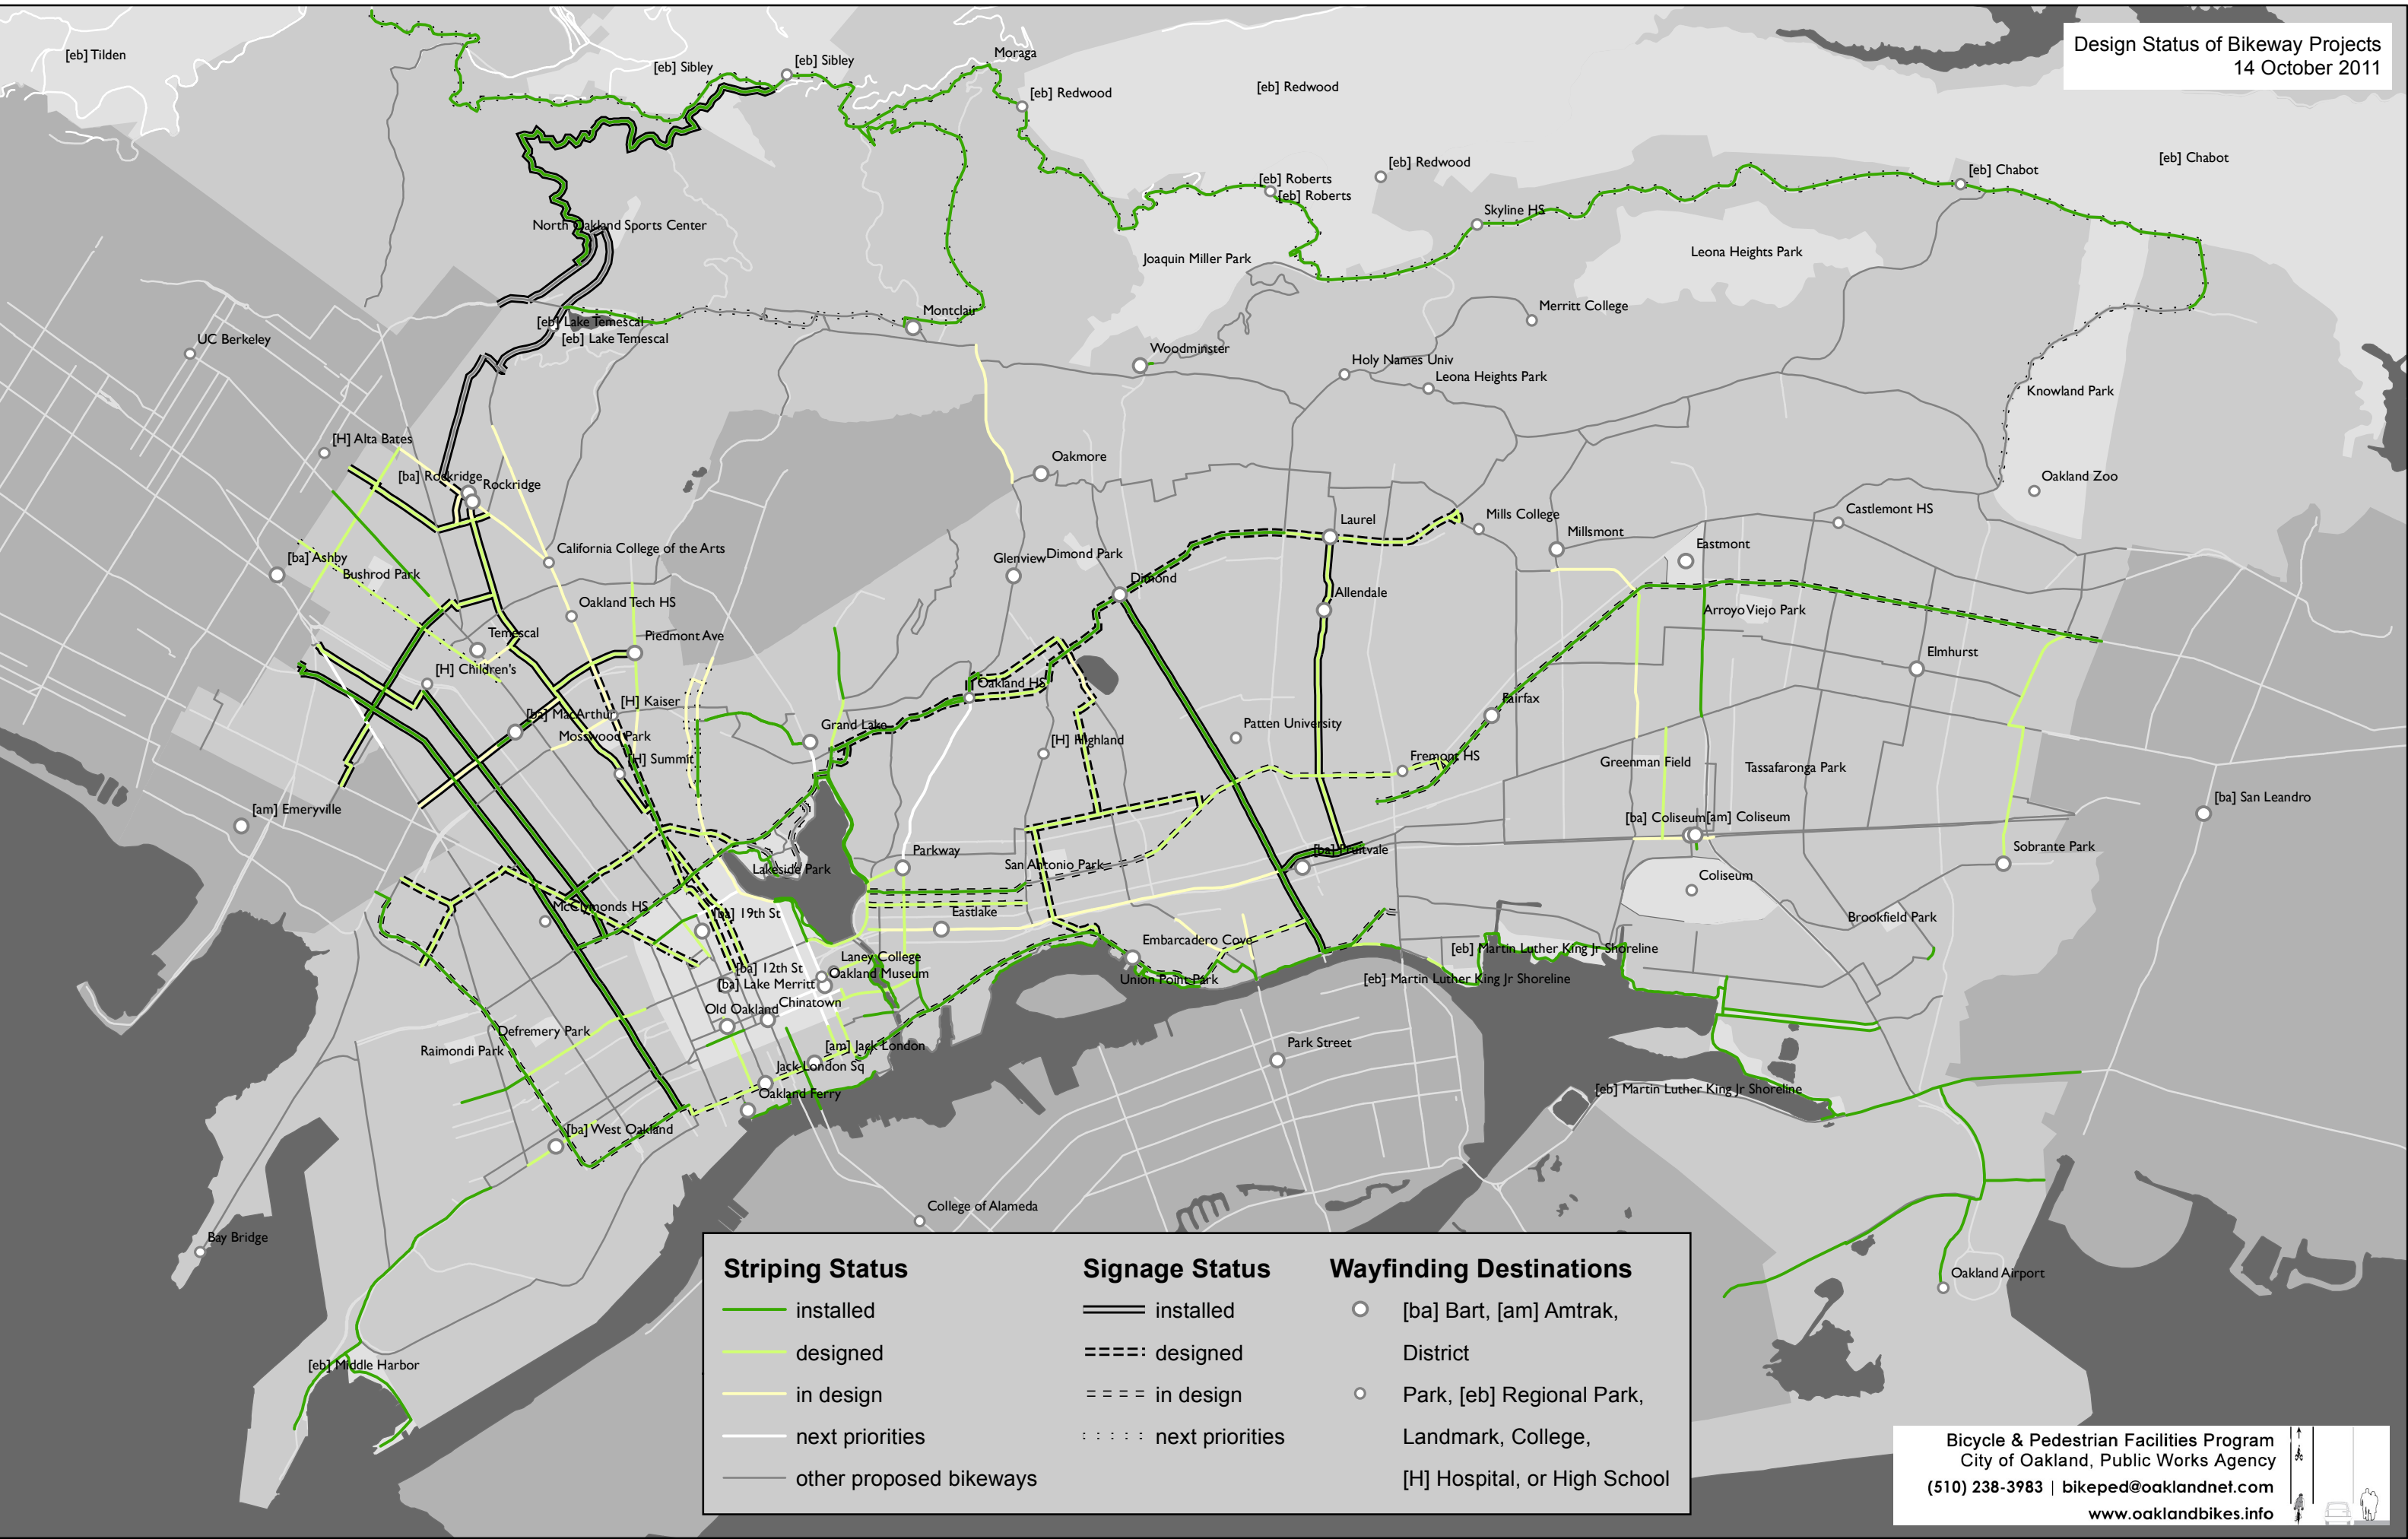 Design Status of Bikeway Projects
14 October 2011
[eb] Tilden
[eb] Sibley
[eb] Sibley
Moraga
[eb] Redwood
[eb] Redwood
[eb] Redwood
[eb] Roberts
[eb] Roberts
[eb] Chabot
[eb] Chabot
Skyline HS
North Oakland Sports Center
Joaquin Miller Park
Leona Heights Park
Merritt College
Montclair
[eb] Lake Temescal
[eb] Lake Temescal
UC Berkeley
Woodminster
Holy Names Univ
Leona Heights Park
Knowland Park
[H] Alta Bates
Oakmore
[ba] Rockridge
Rockridge
Oakland Zoo
Castlemont HS
Laurel
Mills College
Millsmont
Eastmont
California College of the Arts
[ba] Ashby
Bushrod Park
Glenview
Dimond Park
Dimond
Allendale
Oakland Tech HS
Arroyo Viejo Park
Temescal
Piedmont Ave
Elmhurst
[H] Children's
Oakland HS
[H] Kaiser
Fairfax
[ba] MacArthur
Mosswood Park
Grand Lake
Patten University
[H] Highland
[H] Summit
Fremont HS
Greenman Field
Tassafaronga Park
[am] Emeryville
[ba] San Leandro
[ba] Coliseum
[am] Coliseum
Parkway
San Antonio Park
[ba] Fruitvale
Sobrante Park
Lakeside Park
Coliseum
McClymonds HS
[ba] 19th St
Eastlake
Brookfield Park
Embarcadero Cove
[eb] Martin Luther King Jr Shoreline
Laney College
[ba] 12th St
Oakland Museum
[ba] Lake Merritt
Union Point Park
[eb] Martin Luther King Jr Shoreline
Chinatown
Old Oakland
Defremery Park
Raimondi Park
[am] Jack London
Park Street
Jack London Sq
Oakland Ferry
[eb] Martin Luther King Jr Shoreline
[ba] West Oakland
College of Alameda
Bay Bridge
Oakland Airport
[eb] Middle Harbor
Striping Status
installed
designed
in design
next priorities
other proposed bikeways
Signage Status
installed
designed
in design
next priorities
Wayfinding Destinations
[ba] Bart, [am] Amtrak,
District
Park, [eb] Regional Park,
Landmark, College,
[H] Hospital, or High School
Bicycle & Pedestrian Facilities Program
City of Oakland, Public Works Agency
(510) 238-3983 | bikeped@oaklandnet.com
www.oaklandbikes.info